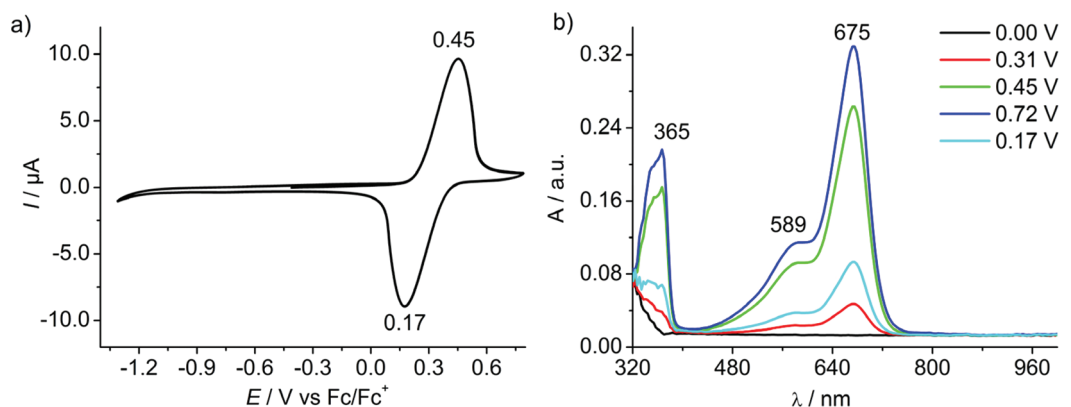 a)
0.45
10.0
5.0
0.0
-5.0
-10.0
I / µA
0.17
-1.2 -0.9 -0.6 -0.3 0.0 0.3 0.6
E / V vs Fc/Fc⁺
b)
675
365
589
0.00 V
0.31 V
0.45 V
0.72 V
0.17 V
0.32
0.24
0.16
0.08
0.00
A / a.u.
320 480 640 800 960
λ / nm